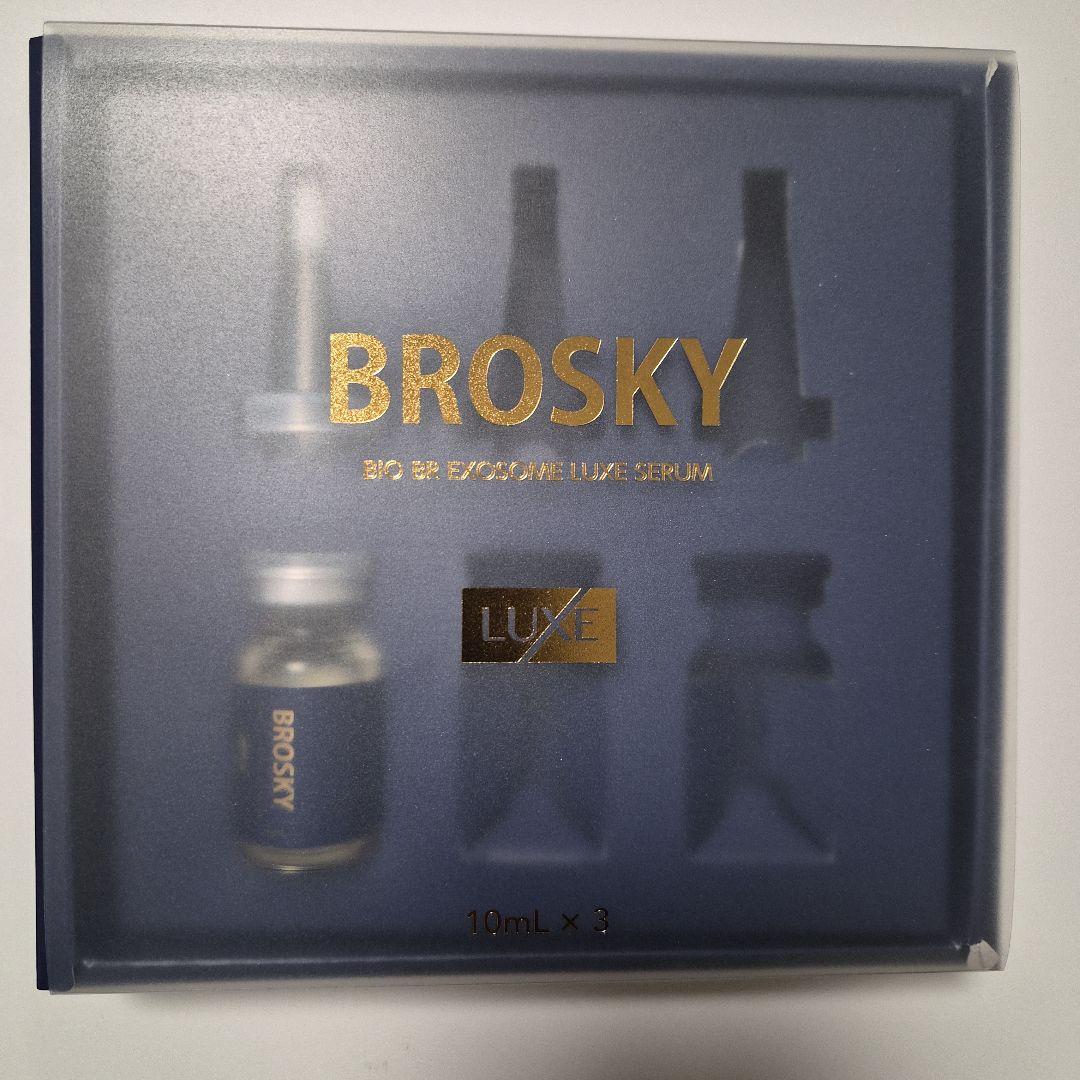 BROSKY
BIO BR EXOSOME LUXE SERUM
LUXE
BROSKY
10mL × 3